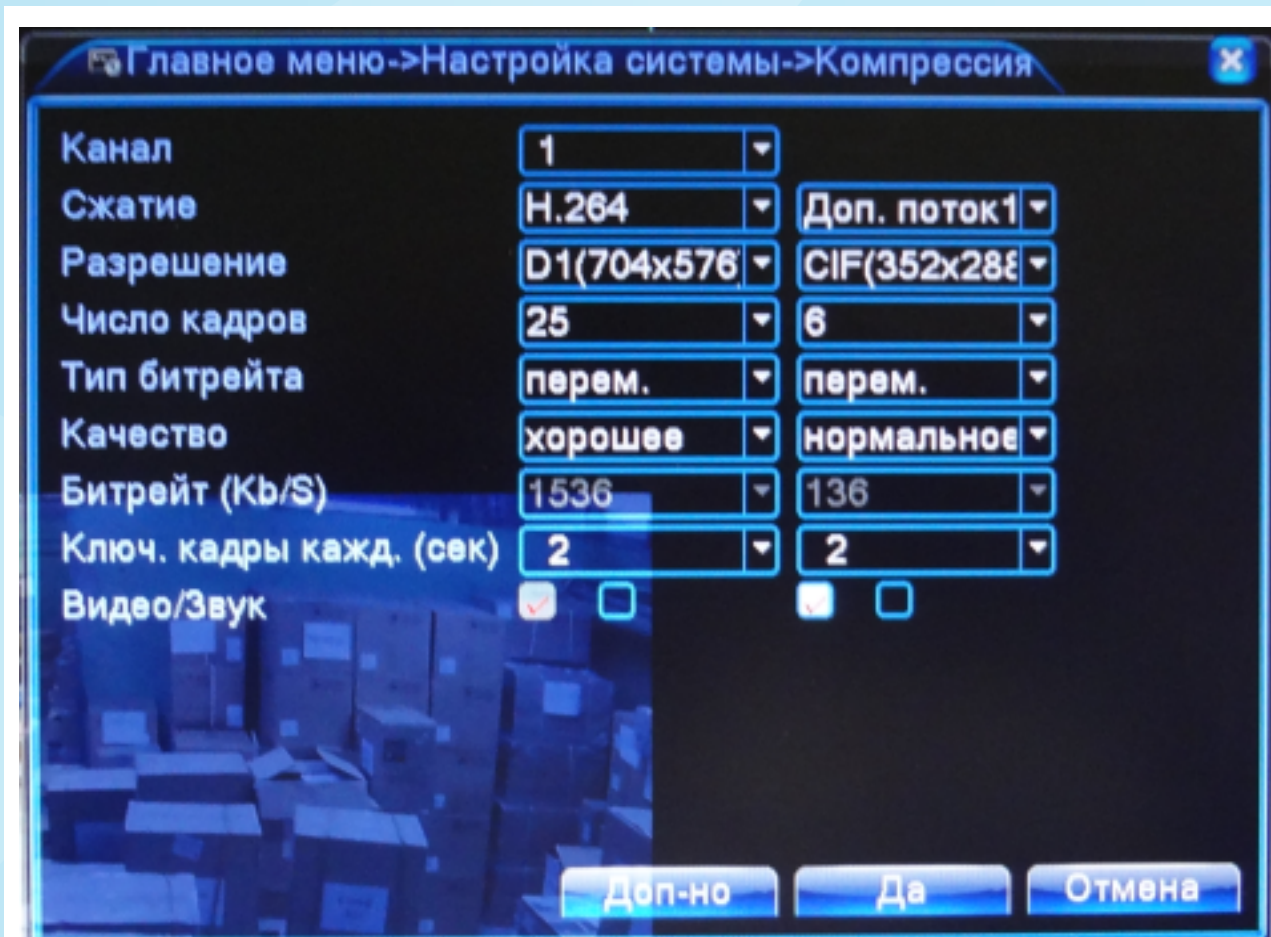 Главное меню->Настройка системы->Компрессия
Канал 1
Сжатие H.264 Доп. поток1
Разрешение D1(704x576) CIF(352x288
Число кадров 25 6
Тип битрейта перем. перем.
Качество хорошее нормальное
Битрейт (Kb/S) 1536 136
Ключ. кадры кажд. (сек) 2 2
Видео/Звук
Доп-но Да Отмена